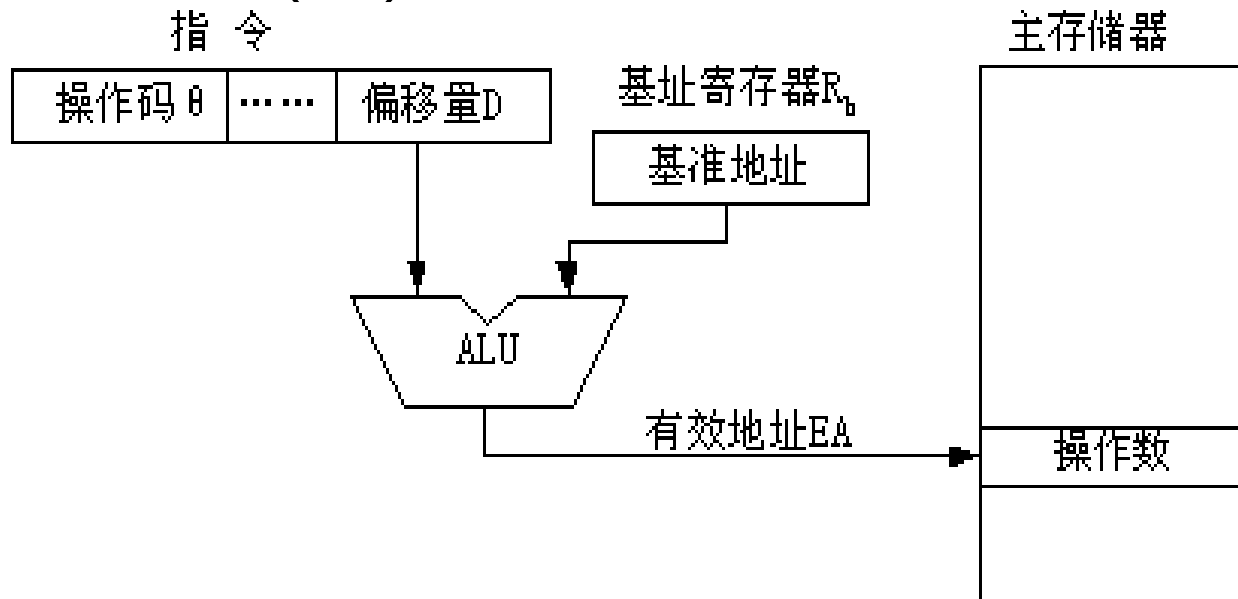 指 令
主存储器
操作码 θ …… 偏移量D
基址寄存器Rb
基准地址
ALU
有效地址EA
操作数